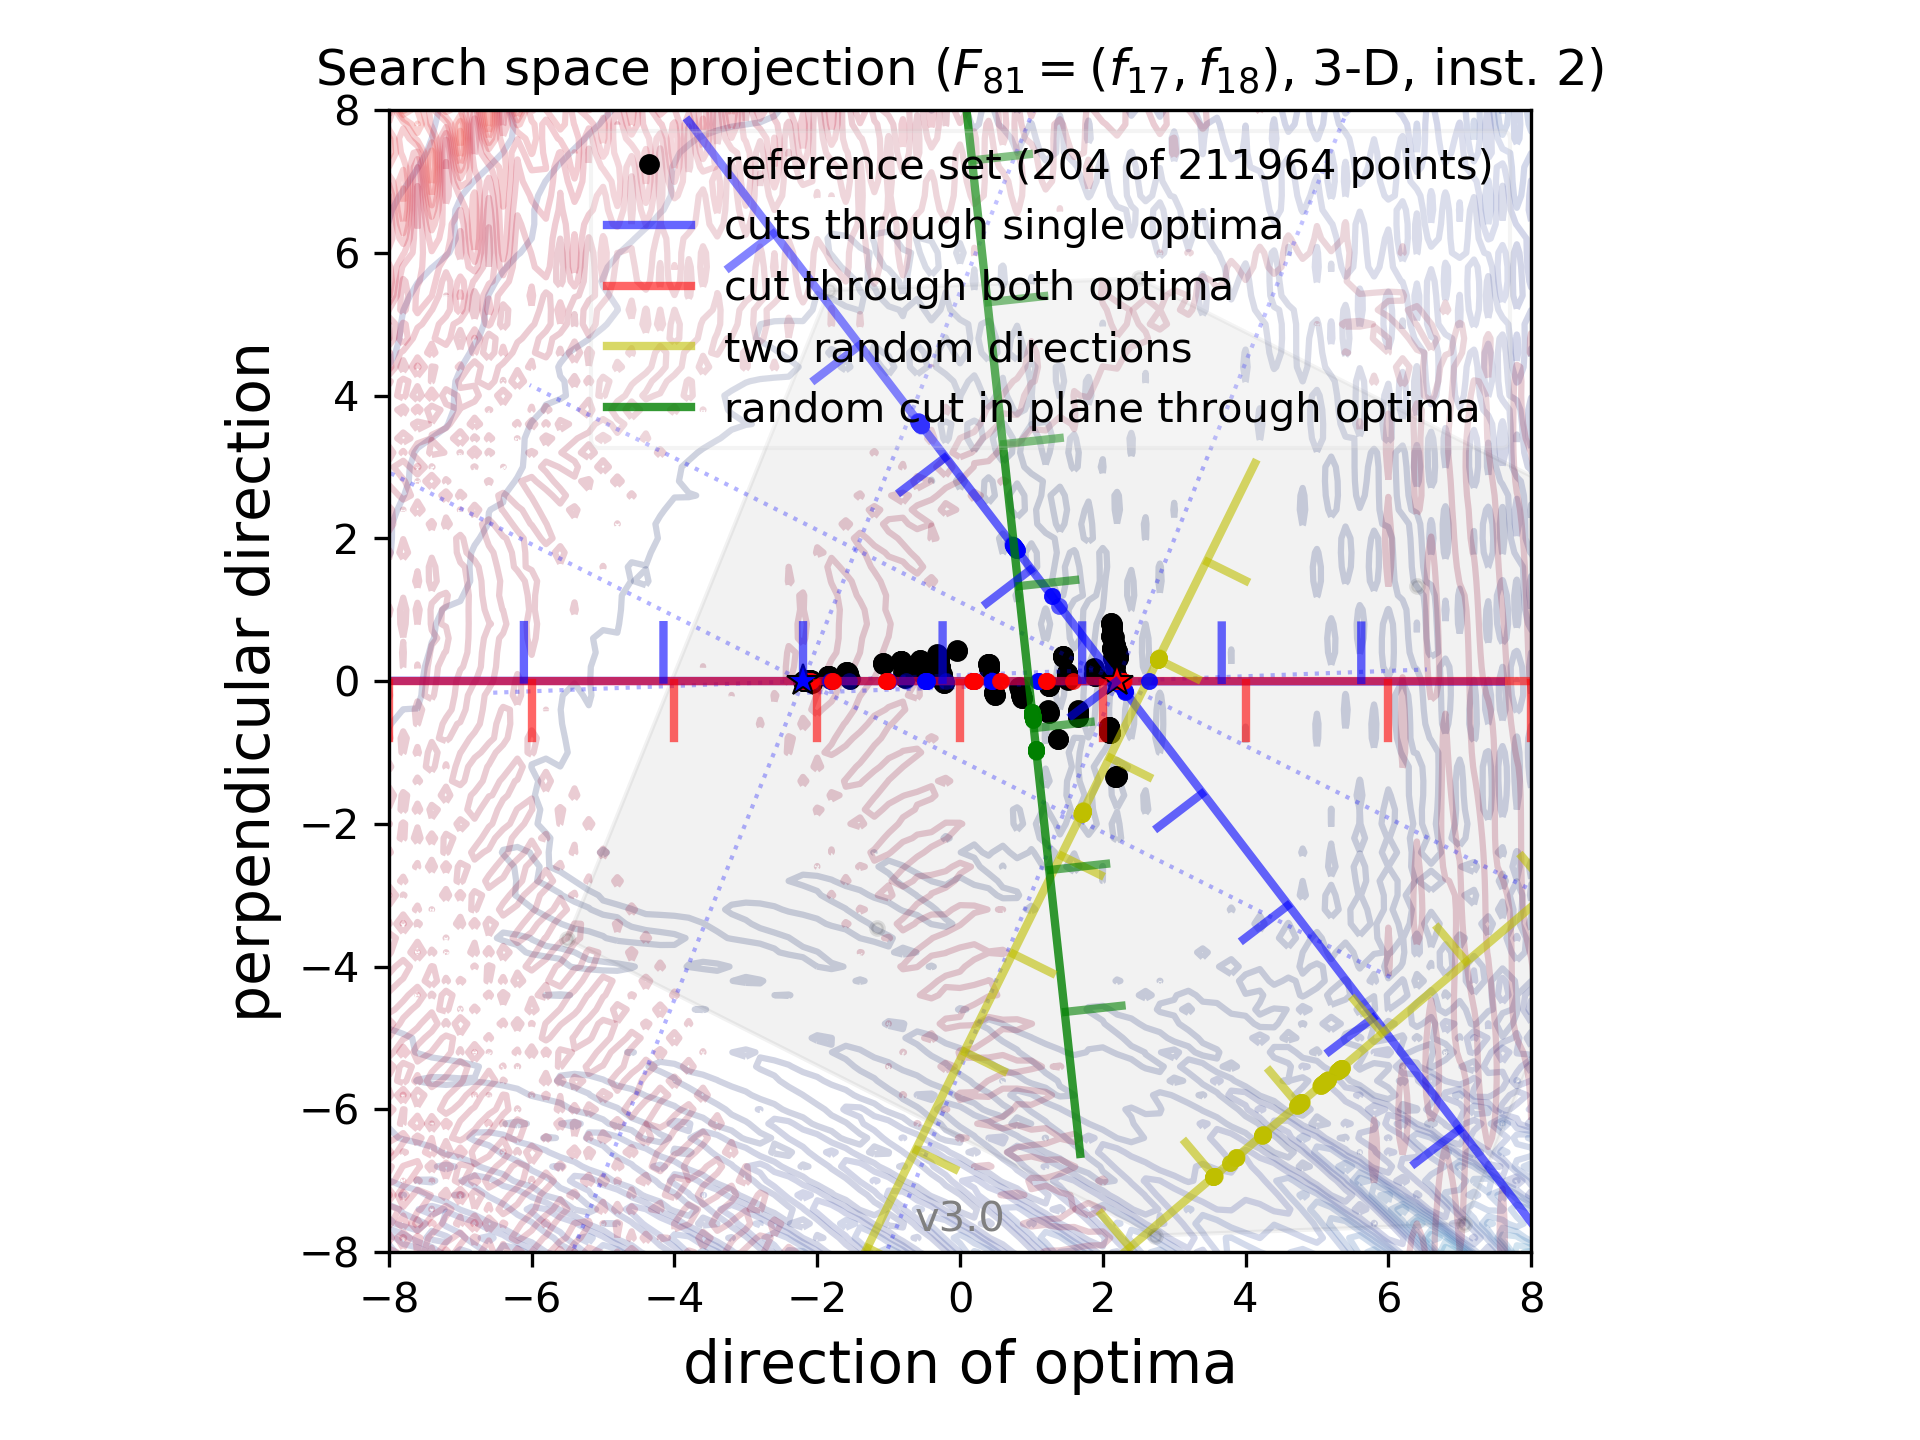 Search space projection (F₈₁ = (f₁₇, f₁₈), 3-D, inst. 2)
8
6
4
2
0
−2
−4
−6
−8
perpendicular direction
reference set (204 of 211964 points)
cuts through single optima
cut through both optima
two random directions
random cut in plane through optima
v3.0
−8 −6 −4 −2 0 2 4 6 8
direction of optima